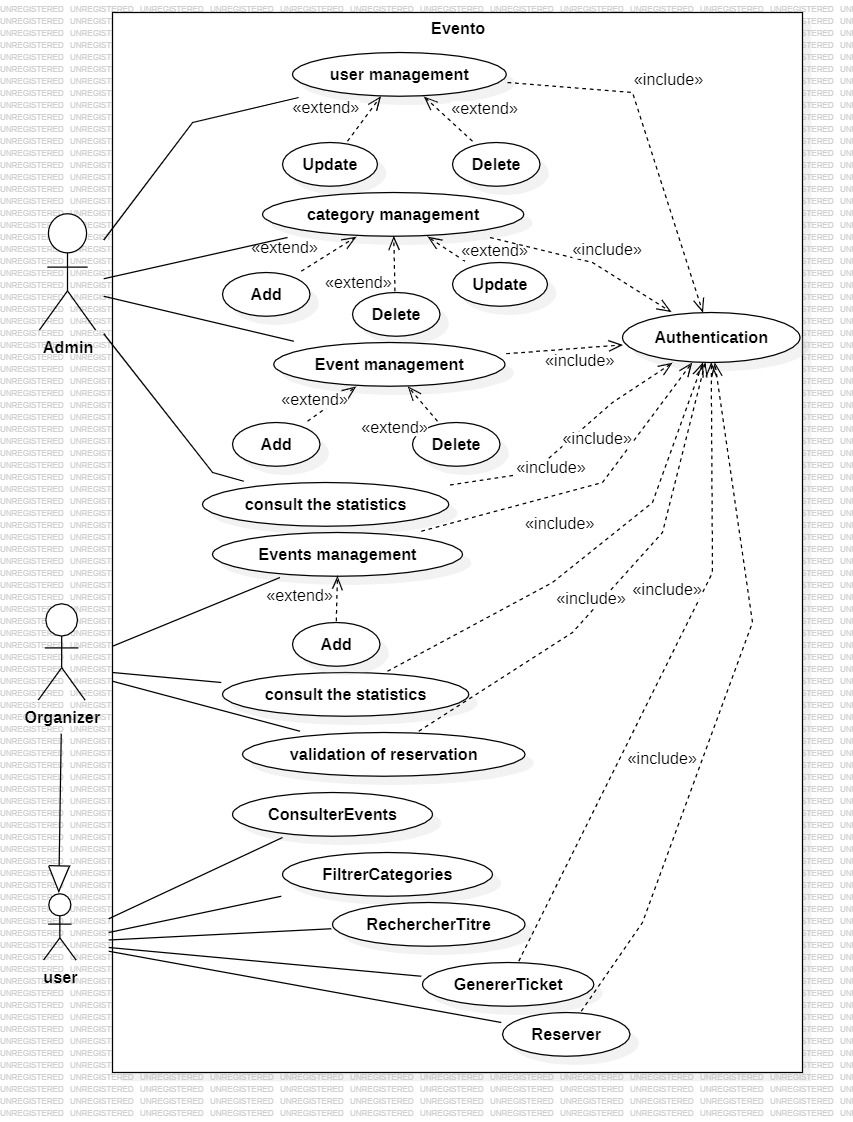 Evento
user management
«include»
«extend»
«extend»
Update
Delete
category management
«extend»
«extend»
«include»
«extend»
Add
Update
Delete
Authentication
Admin
Event management
«include»
«extend»
«extend»
Add
Delete
«include»
«include»
consult the statistics
«include»
Events management
«extend»
«include»
«include»
Add
consult the statistics
Organizer
validation of reservation
«include»
ConsulterEvents
FiltrerCategories
RechercherTitre
user
GenererTicket
Reserver
UNREGISTERED